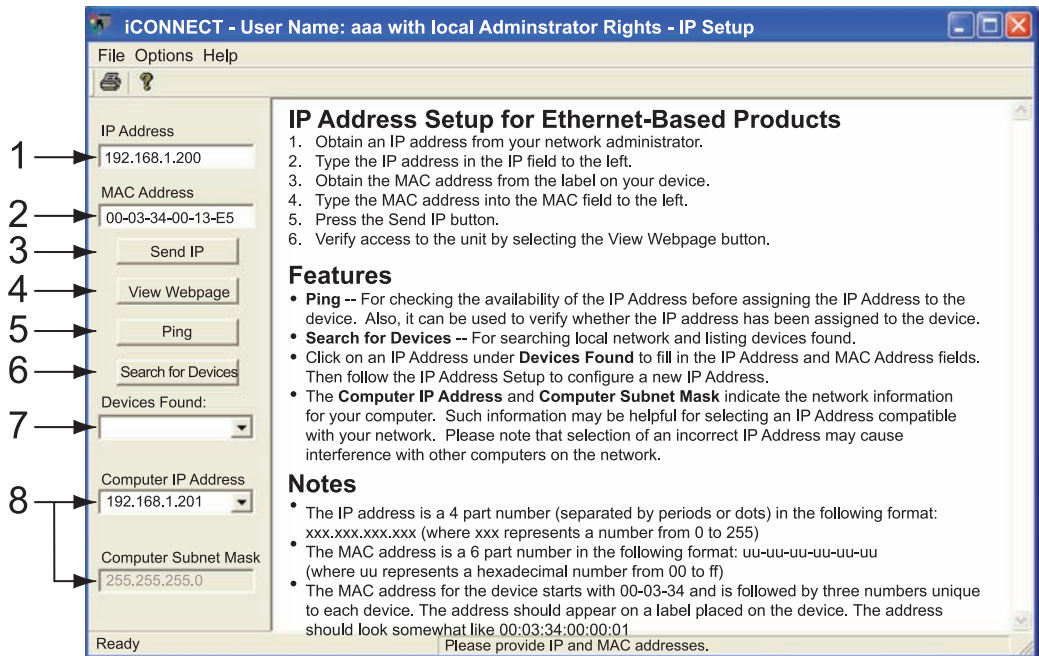 iCONNECT - User Name: aaa with local Adminstrator Rights - IP Setup
File Options Help
IP Address
1
192.168.1.200
MAC Address
2
00-03-34-00-13-E5
3
Send IP
4
View Webpage
5
Ping
6
Search for Devices
Devices Found:
7
Computer IP Address
8
192.168.1.201
Computer Subnet Mask
255.255.255.0
IP Address Setup for Ethernet-Based Products
1. Obtain an IP address from your network administrator.
2. Type the IP address in the IP field to the left.
3. Obtain the MAC address from the label on your device.
4. Type the MAC address into the MAC field to the left.
5. Press the Send IP button.
6. Verify access to the unit by selecting the View Webpage button.
Features
• Ping -- For checking the availability of the IP Address before assigning the IP Address to the
device. Also, it can be used to verify whether the IP address has been assigned to the device.
• Search for Devices -- For searching local network and listing devices found.
• Click on an IP Address under Devices Found to fill in the IP Address and MAC Address fields.
Then follow the IP Address Setup to configure a new IP Address.
• The Computer IP Address and Computer Subnet Mask indicate the network information
for your computer. Such information may be helpful for selecting an IP Address compatible
with your network. Please note that selection of an incorrect IP Address may cause
interference with other computers on the network.
Notes
• The IP address is a 4 part number (separated by periods or dots) in the following format:
xxx.xxx.xxx.xxx (where xxx represents a number from 0 to 255)
• The MAC address is a 6 part number in the following format: uu-uu-uu-uu-uu-uu
(where uu represents a hexadecimal number from 00 to ff)
• The MAC address for the device starts with 00-03-34 and is followed by three numbers unique
to each device. The address should appear on a label placed on the device. The address
should look somewhat like 00:03:34:00:00:01
Ready
Please provide IP and MAC addresses.